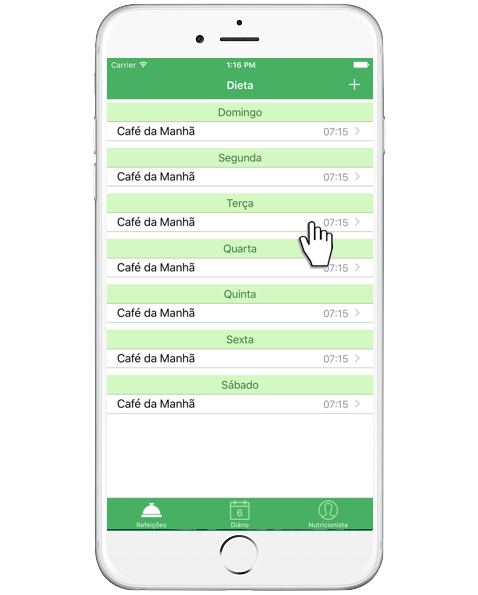 Carrier 1:16 PM
Dieta +
Domingo
Café da Manhã 07:15
Segunda
Café da Manhã 07:15
Terça
Café da Manhã 07:15
Quarta
Café da Manhã 07:15
Quinta
Café da Manhã 07:15
Sexta
Café da Manhã 07:15
Sábado
Café da Manhã 07:15
6
Refeições Diário Nutricionista